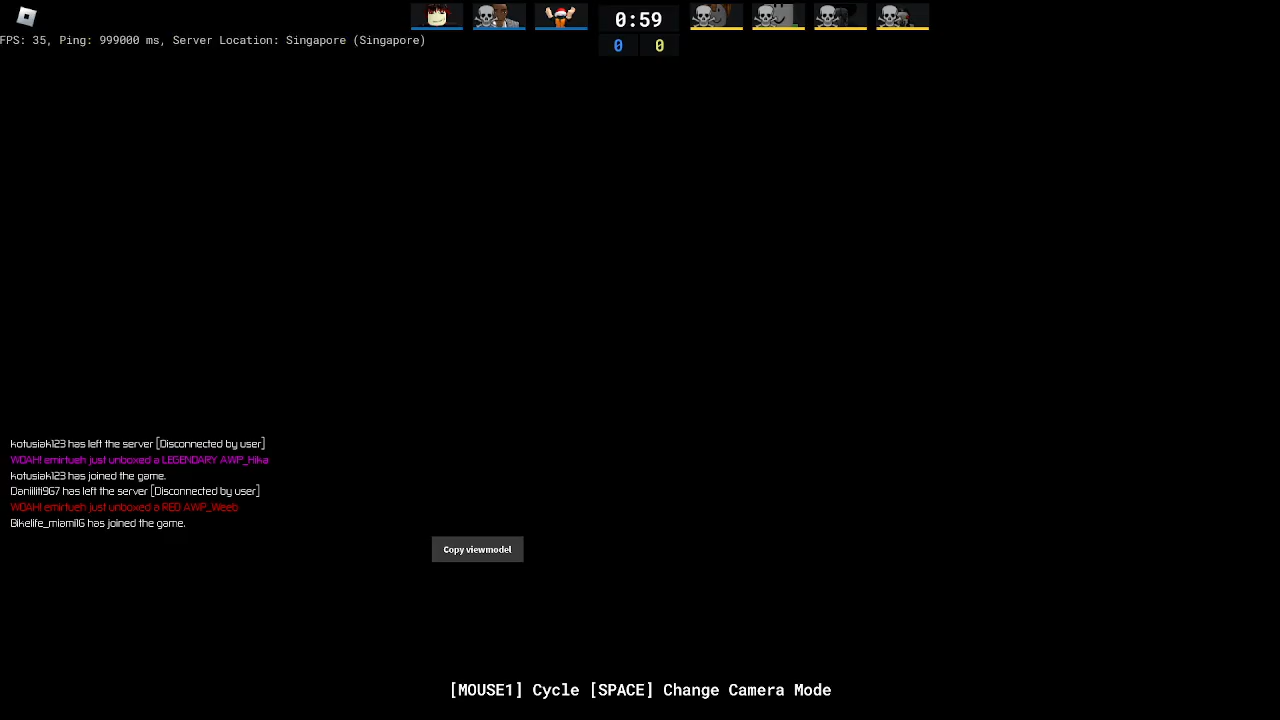 0:59
0 0
FPS: 35, Ping: 999000 ms, Server Location: Singapore (Singapore)
kotusiak123 has left the server [Disconnected by user]
WOAH! emirtueh just unboxed a LEGENDARY AWP_Hika
kotusiak123 has joined the game.
Daniiliti967 has left the server [Disconnected by user]
WOAH! emirtueh just unboxed a RED AWP_Weeb
Bikelife_miami16 has joined the game.
Copy viewmodel
[MOUSE1] Cycle [SPACE] Change Camera Mode